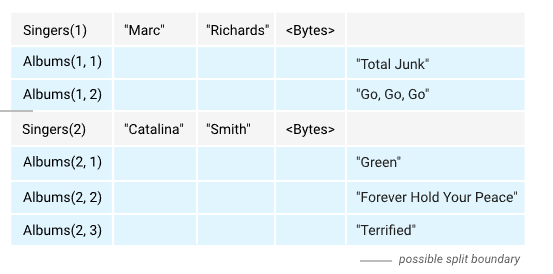 Singers(1) "Marc" "Richards" <Bytes>
Albums(1, 1) "Total Junk"
Albums(1, 2) "Go, Go, Go"
Singers(2) "Catalina" "Smith" <Bytes>
Albums(2, 1) "Green"
Albums(2, 2) "Forever Hold Your Peace"
Albums(2, 3) "Terrified"
possible split boundary